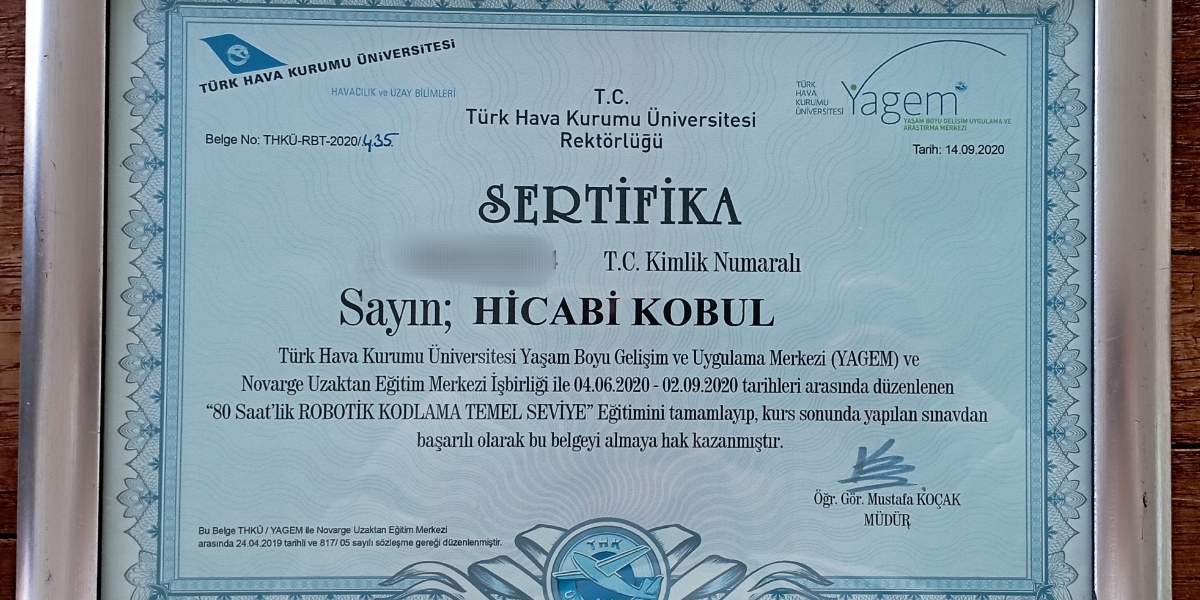 TÜRK HAVA KURUMU ÜNİVERSİTESİ
HAVACILIK ve UZAY BİLİMLERİ
T.C.
Türk Hava Kurumu Üniversitesi
Rektörlüğü
TÜRK
HAVA
KURUMU
ÜNİVERSİTESİ
Yagem
YAŞAM BOYU GELİŞİM UYGULAMA VE
ARAŞTIRMA MERKEZİ
Belge No: THKÜ-RBT-2020/.435.
Tarih: 14.09.2020
SERTİFİKA
T.C. Kimlik Numaralı
Sayın; HİCABİ KOBUL
Türk Hava Kurumu Üniversitesi Yaşam Boyu Gelişim ve Uygulama Merkezi (YAGEM) ve
Novarge Uzaktan Eğitim Merkezi İşbirliği ile 04.06.2020 - 02.09.2020 tarihleri arasında düzenlenen
“80 Saat’lik ROBOTİK KODLAMA TEMEL SEVİYE” Eğitimini tamamlayıp, kurs sonunda yapılan sınavdan
başarılı olarak bu belgeyi almaya hak kazanmıştır.
Öğr. Gör. Mustafa KOÇAK
MÜDÜR
Bu Belge THKÜ / YAGEM ile Novarge Uzaktan Eğitim Merkezi
arasında 24.04.2019 tarihli ve 817/ 05 sayılı sözleşme gereği düzenlenmiştir.
THK